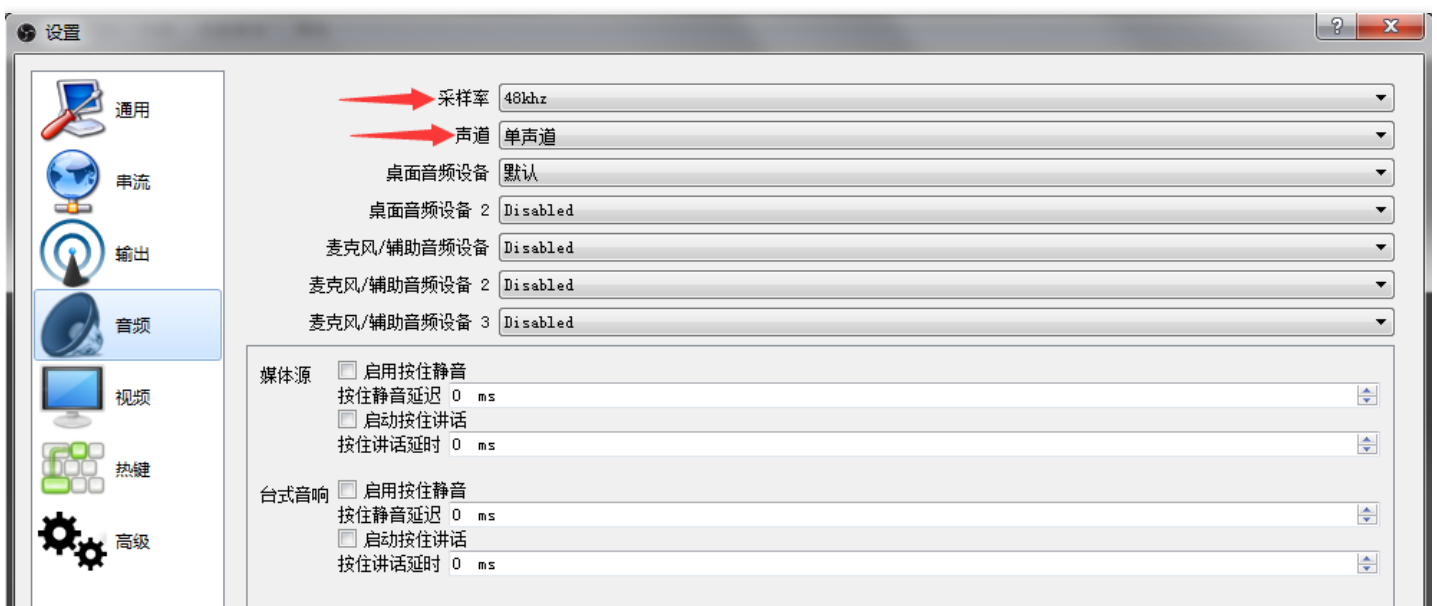 设置
通用
串流
输出
音频
视频
热键
高级
采样率 48khz
声道 单声道
桌面音频设备 默认
桌面音频设备 2 Disabled
麦克风/辅助音频设备 Disabled
麦克风/辅助音频设备 2 Disabled
麦克风/辅助音频设备 3 Disabled
媒体源 启用按住静音
按住静音延迟 0 ms
启动按住讲话
按住讲话延时 0 ms
台式音响 启用按住静音
按住静音延迟 0 ms
启动按住讲话
按住讲话延时 0 ms